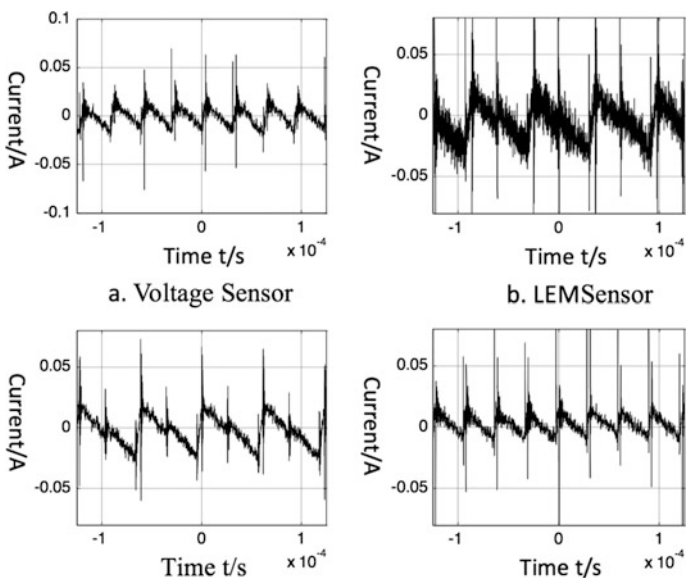 Current/A
0.1
0.05
0
-0.05
-0.1
-1
0
1
Time t/s
x 10⁻⁴
a. Voltage Sensor
Current/A
0.05
0
-0.05
-1
0
1
Time t/s
x 10⁻⁴
b. LEMSensor
Current/A
0.05
0
-0.05
-1
0
1
Time t/s
x 10⁻⁴
Current/A
0.05
0
-0.05
-1
0
1
Time t/s
x 10⁻⁴